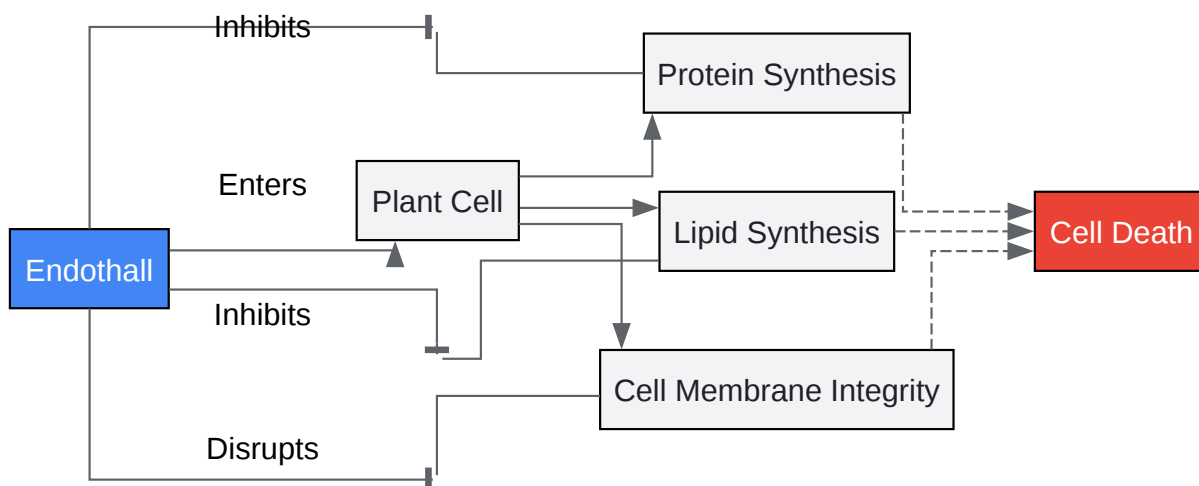 Inhibits
Protein Synthesis
Enters
Plant Cell
Lipid Synthesis
Cell Death
Endothall
Inhibits
Cell Membrane Integrity
Disrupts